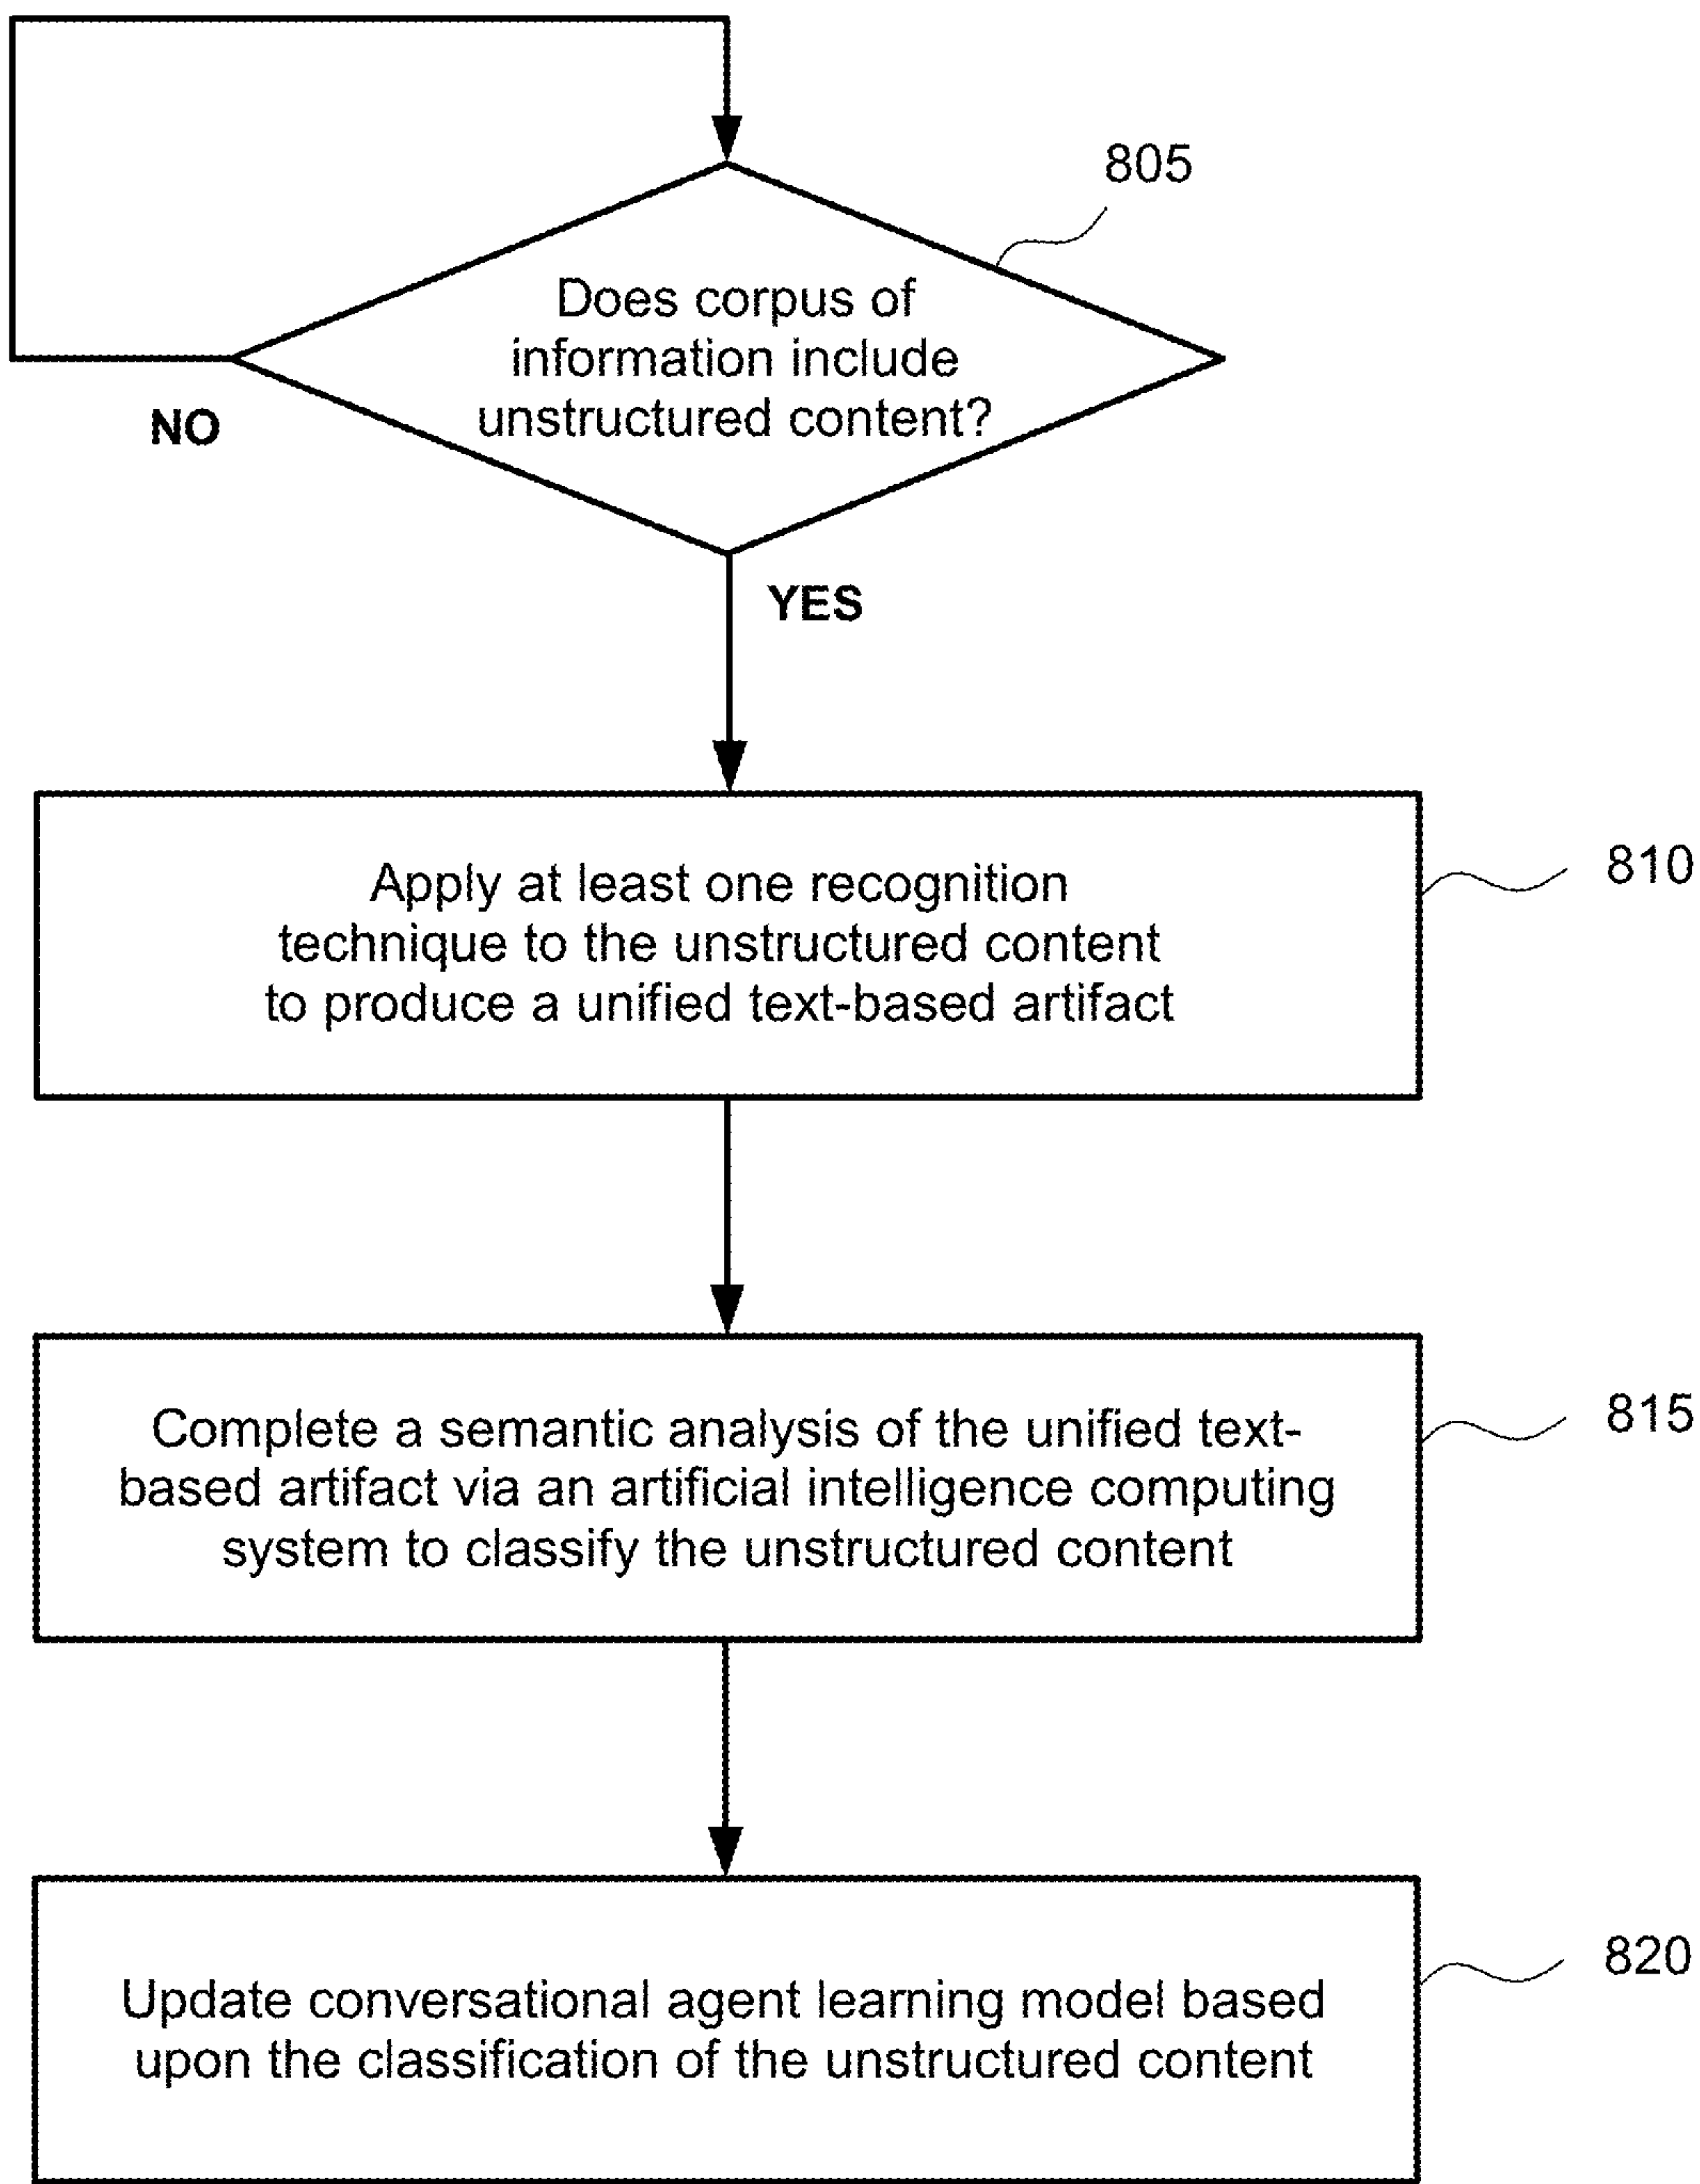 805
Does corpus of
information include
unstructured content?
NO
YES
Apply at least one recognition
technique to the unstructured content
to produce a unified text-based artifact
810
Complete a semantic analysis of the unified text-
based artifact via an artificial intelligence computing
system to classify the unstructured content
815
Update conversational agent learning model based
upon the classification of the unstructured content
820